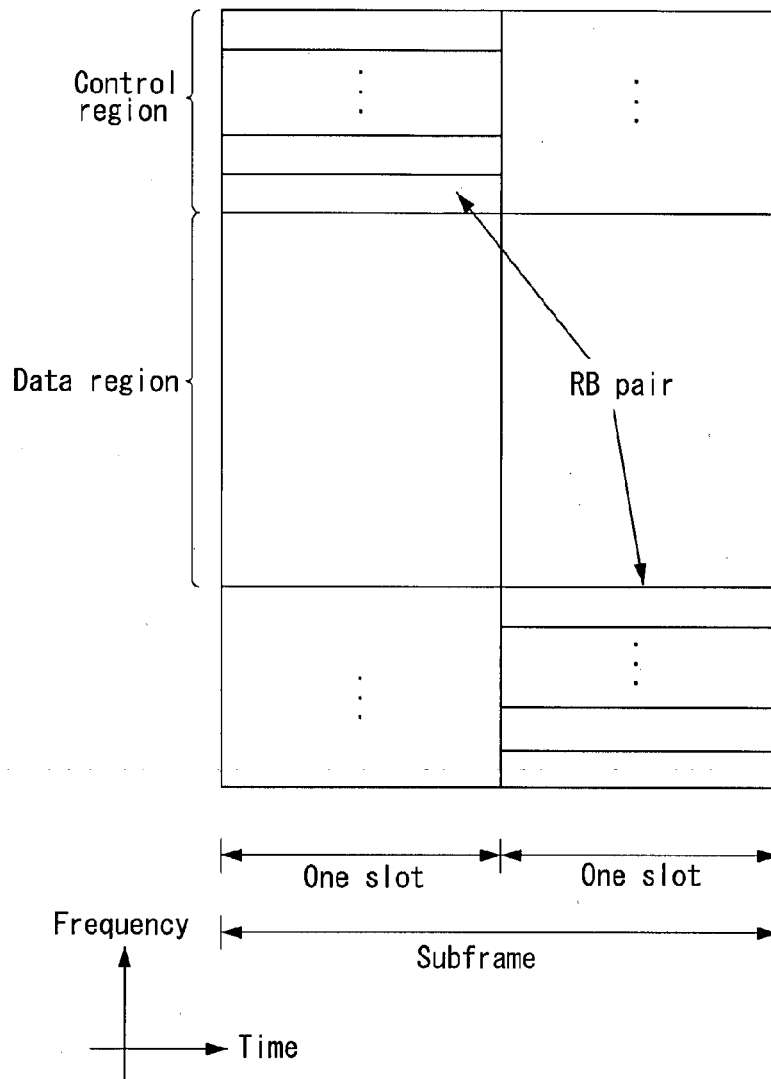 Control
region
Data region
RB pair
One slot
One slot
Subframe
Frequency
Time